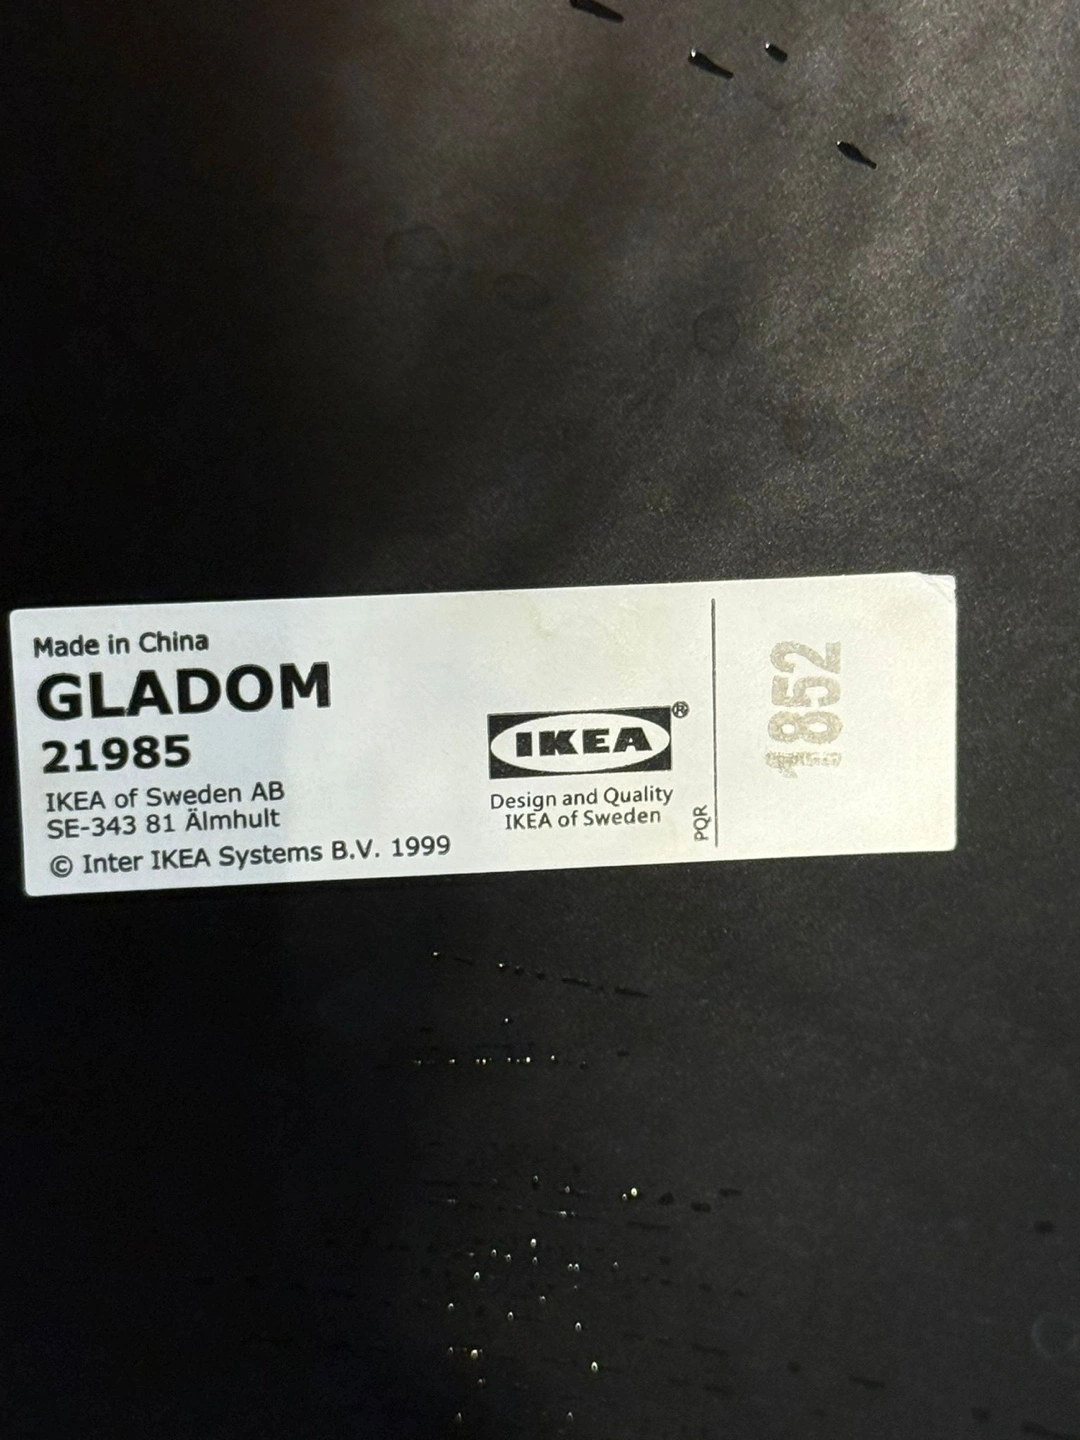 Made in China
GLADOM
21985
IKEA of Sweden AB
SE-343 81 Älmhult
© Inter IKEA Systems B.V. 1999
IKEA®
Design and Quality
IKEA of Sweden
PQR
1852